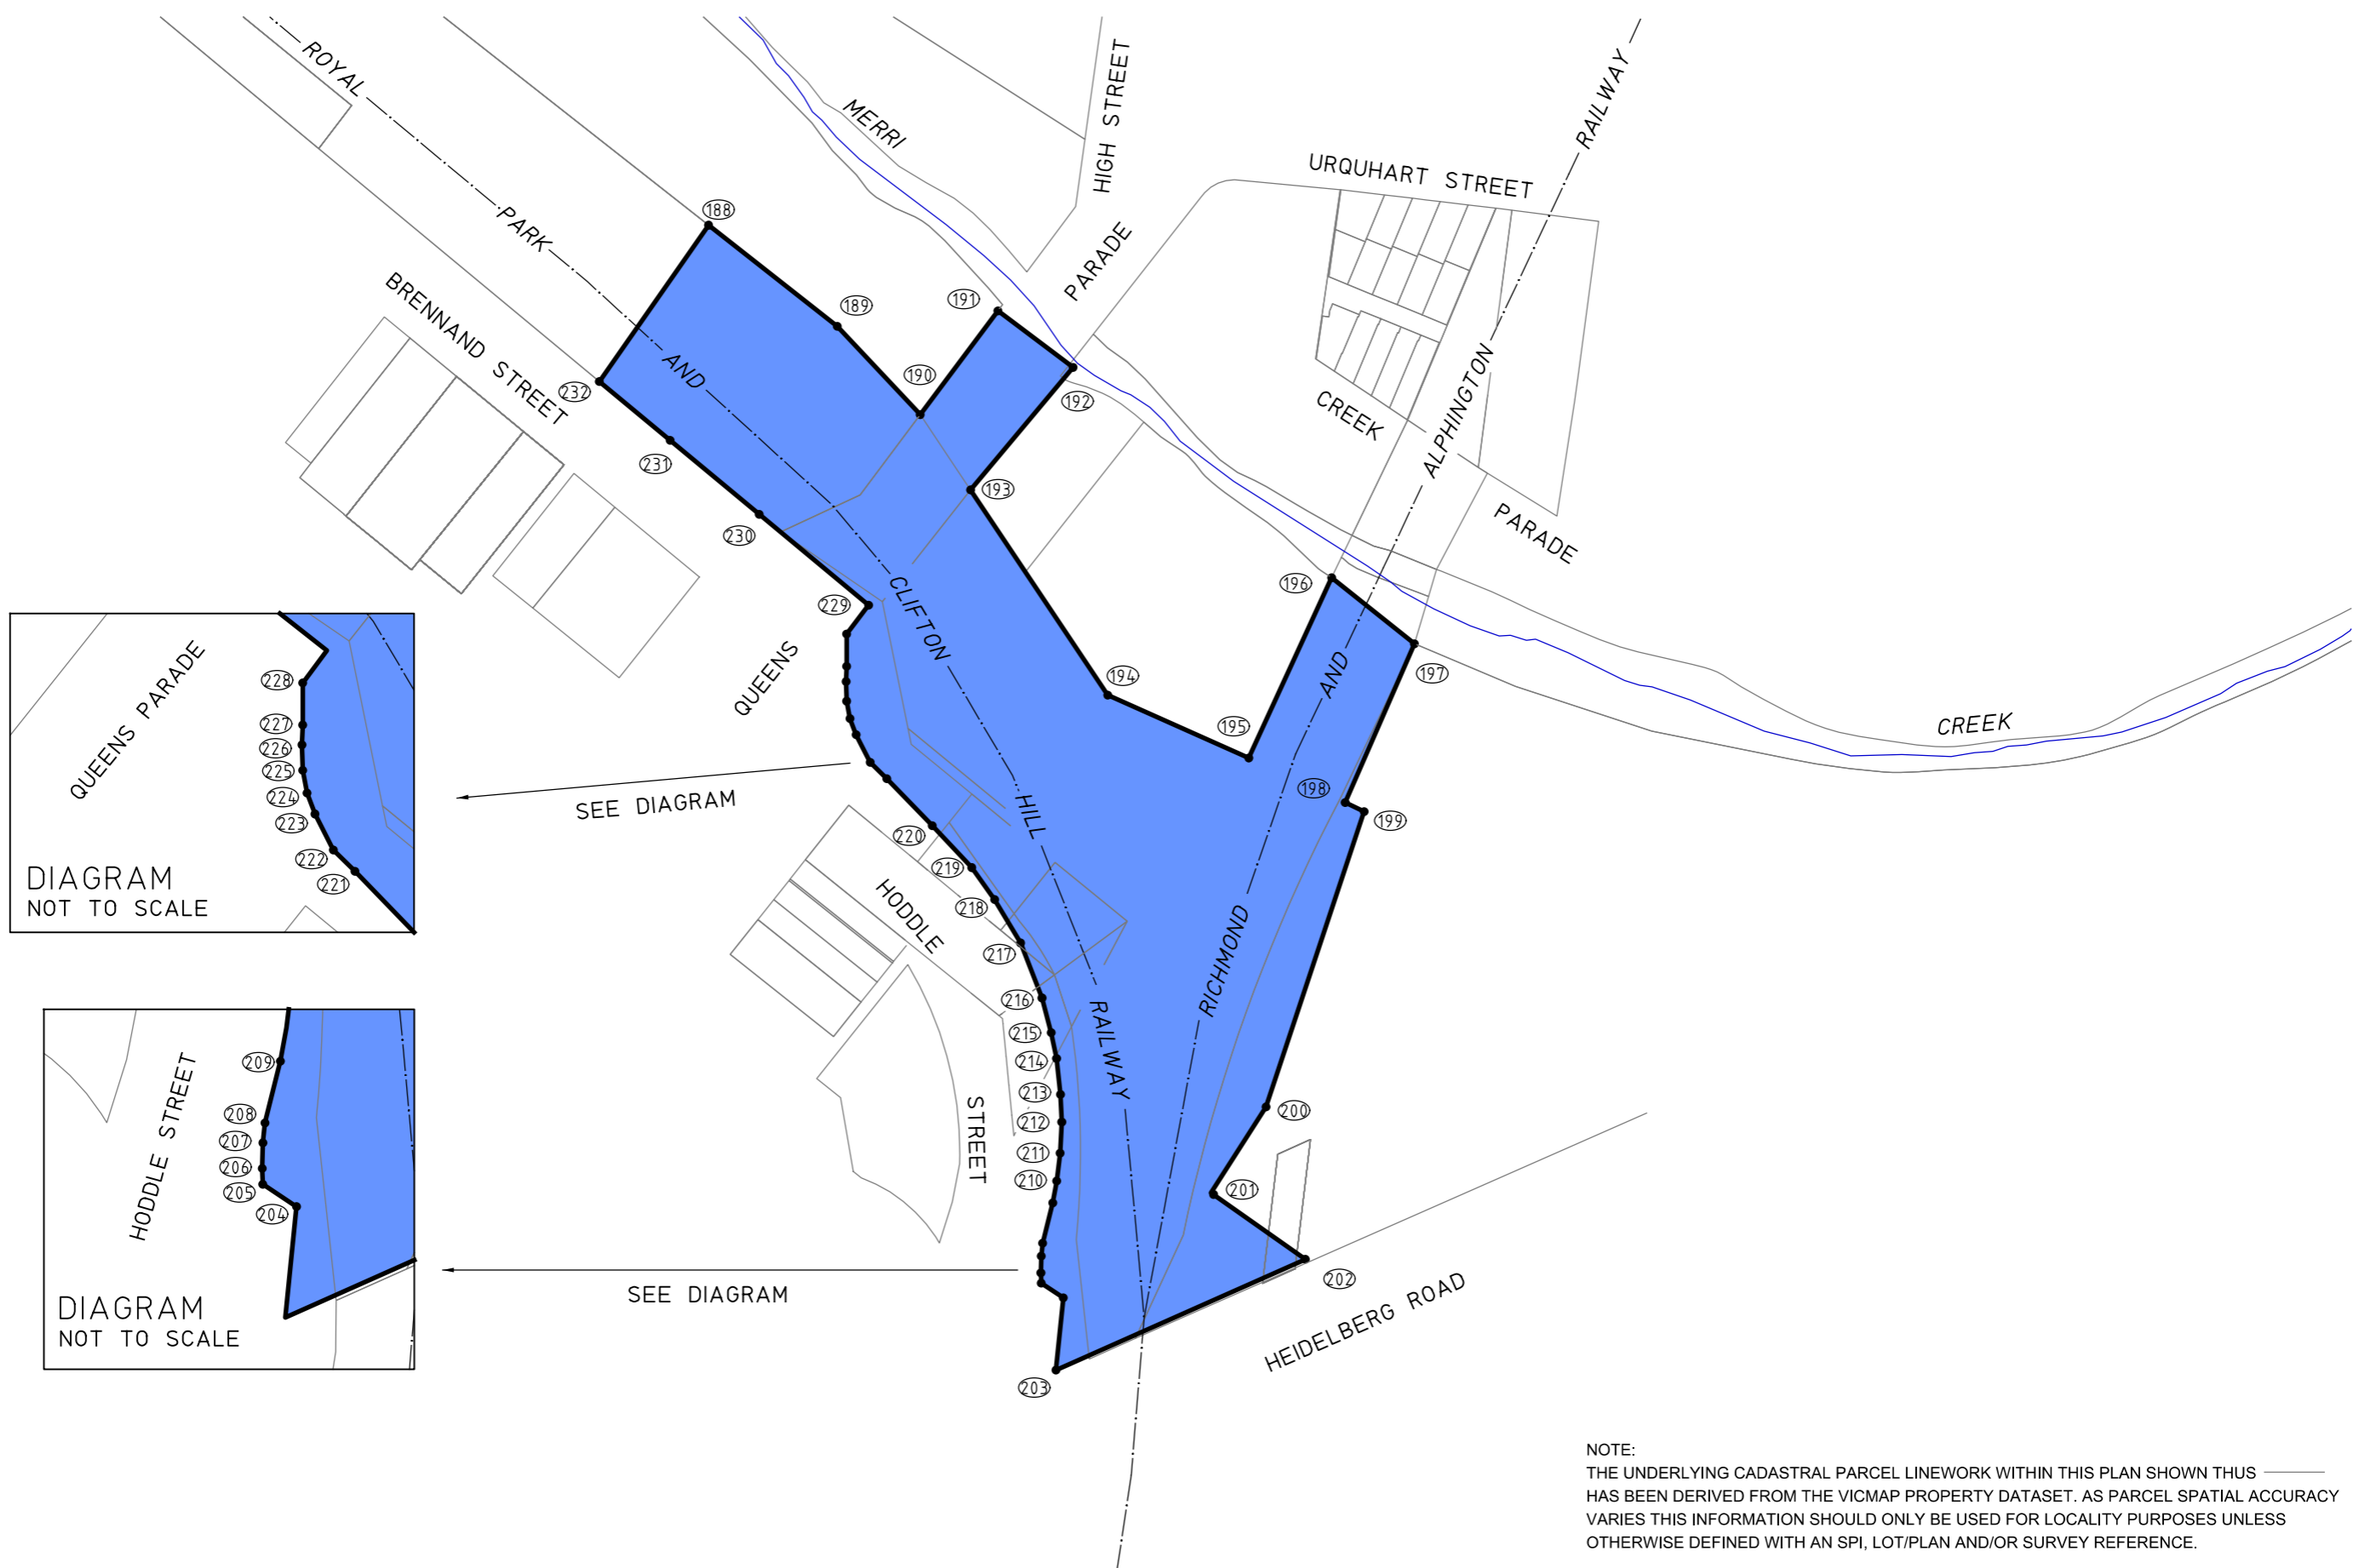 ROYAL
PARK
AND
CLIFTON
HILL
RAILWAY
MERRI
CREEK
HIGH STREET
PARADE
URQUHART STREET
RAILWAY
ALPHINGTON
AND
RICHMOND
CREEK
PARADE
BRENNAND STREET
QUEENS
HODDLE
STREET
HEIDELBERG ROAD
188
189
190
191
192
193
194
195
196
197
198
199
200
201
202
203
210
211
212
213
214
215
216
217
218
219
220
229
230
231
232
SEE DIAGRAM
SEE DIAGRAM
QUEENS PARADE
228
227
226
225
224
223
222
221
DIAGRAM
NOT TO SCALE
HODDLE STREET
209
208
207
206
205
204
DIAGRAM
NOT TO SCALE
NOTE:
THE UNDERLYING CADASTRAL PARCEL LINEWORK WITHIN THIS PLAN SHOWN THUS
HAS BEEN DERIVED FROM THE VICMAP PROPERTY DATASET. AS PARCEL SPATIAL ACCURACY
VARIES THIS INFORMATION SHOULD ONLY BE USED FOR LOCALITY PURPOSES UNLESS
OTHERWISE DEFINED WITH AN SPI, LOT/PLAN AND/OR SURVEY REFERENCE.